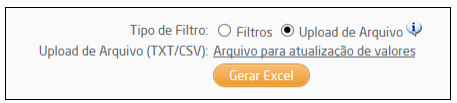 Tipo de Filtro: Filtros Upload de Arquivo
Upload de Arquivo (TXT/CSV): Arquivo para atualização de valores
Gerar Excel